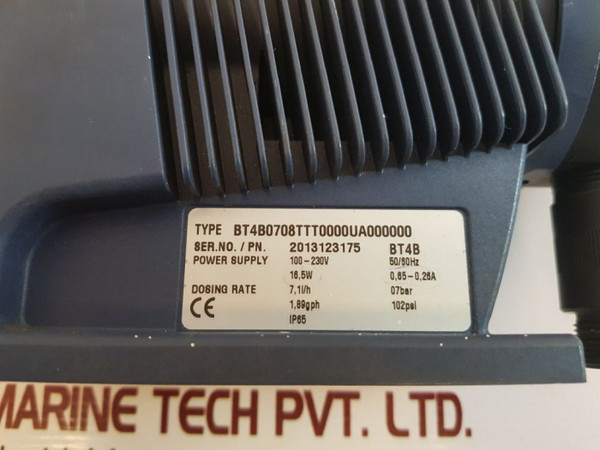 TYPE BT4B0708TTT0000UA000000
SER.NO. / PN. 2013123175 BT4B
POWER SUPPLY 100-230V 50/60Hz
16,5W 0,65-0,26A
DOSING RATE 7,1l/h 07bar
CE 1,89gph 102psi
IP65
MARINE TECH PVT. LTD.